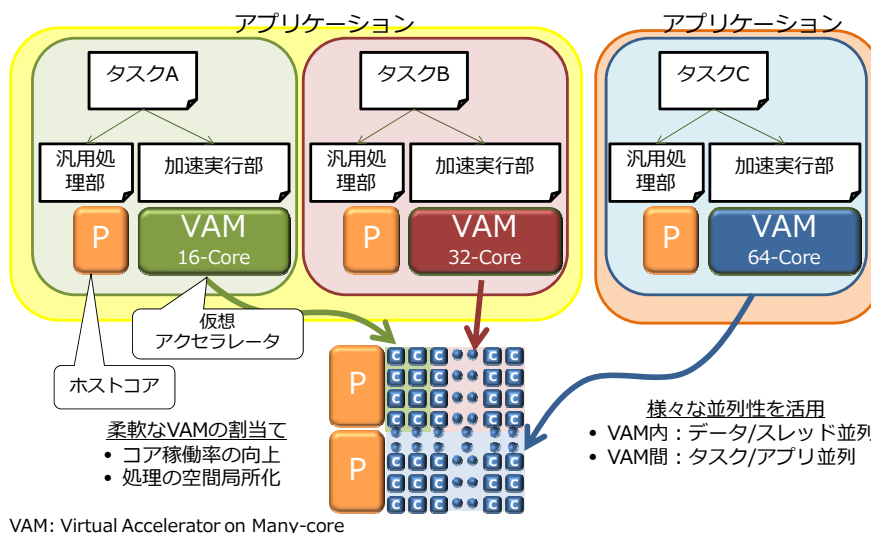 アプリケーション
アプリケーション
タスクA
タスクB
タスクC
汎用処
理部
加速実行部
汎用処
理部
加速実行部
汎用処
理部
加速実行部
P
VAM
16-Core
P
VAM
32-Core
P
VAM
64-Core
仮想
アクセラレータ
ホストコア
P
C C C C C
C C C C C
C C C C C
C C C C C
P
C C C C C
C C C C C
C C C C C
柔軟なVAMの割当て
• コア稼働率の向上
• 処理の空間局所化
様々な並列性を活用
• VAM内：データ/スレッド並列
• VAM間：タスク/アプリ並列
VAM: Virtual Accelerator on Many-core